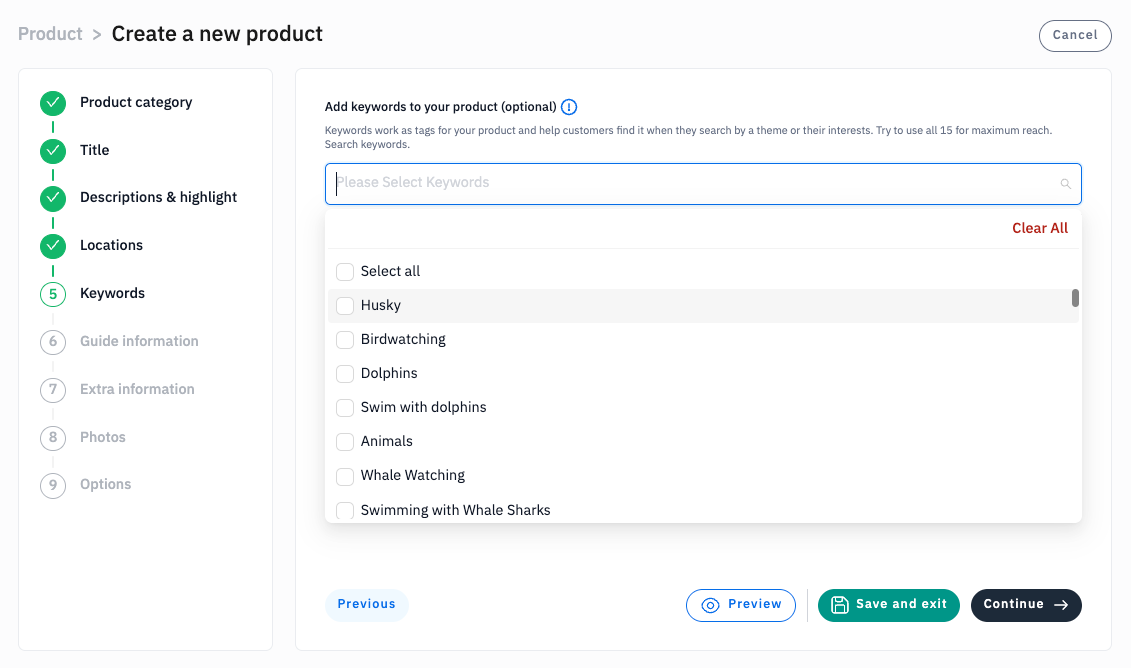 Product > Create a new product
Cancel
Product category
Title
Descriptions & highlight
Locations
5 Keywords
6 Guide information
7 Extra information
8 Photos
9 Options
Add keywords to your product (optional)
Keywords work as tags for your product and help customers find it when they search by a theme or their interests. Try to use all 15 for maximum reach.
Search keywords.
Please Select Keywords
Clear All
Select all
Husky
Birdwatching
Dolphins
Swim with dolphins
Animals
Whale Watching
Swimming with Whale Sharks
Previous
Preview
Save and exit
Continue